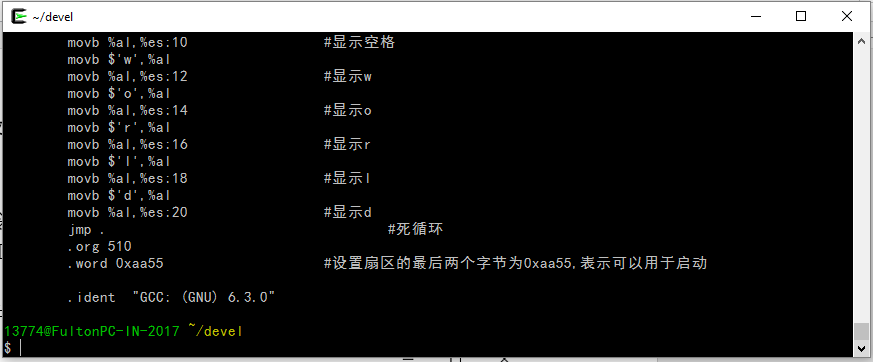 ~/devel
movb %al,%es:10 #显示空格
movb $'w',%al
movb %al,%es:12 #显示w
movb $'o',%al
movb %al,%es:14 #显示o
movb $'r',%al
movb %al,%es:16 #显示r
movb $'l',%al
movb %al,%es:18 #显示l
movb $'d',%al
movb %al,%es:20 #显示d
jmp . #死循环
.org 510
.word 0xaa55 #设置扇区的最后两个字节为0xaa55,表示可以用于启动
.ident "GCC: (GNU) 6.3.0"
13774@FultonPC-IN-2017 ~/devel
$